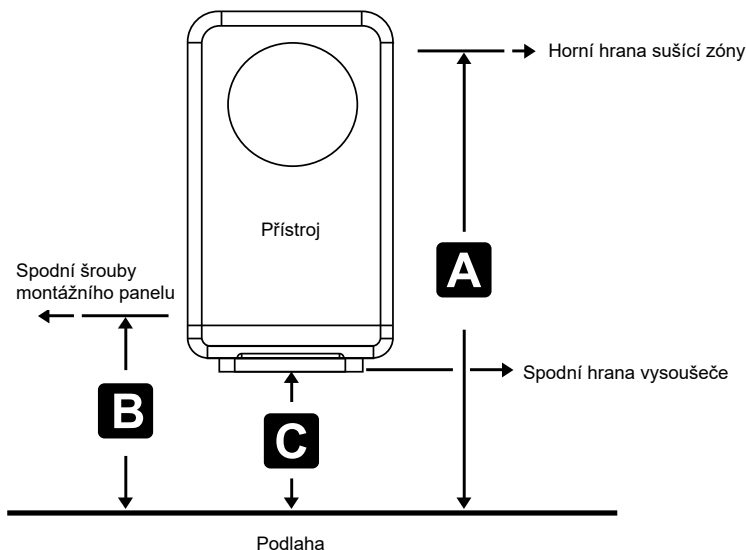 Horní hrana sušící zóny
Přístroj
A
Spodní šrouby
montážního panelu
Spodní hrana vysoušeče
B
C
Podlaha